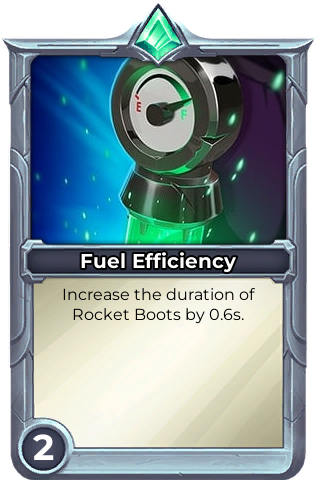 E
F
Fuel Efficiency
Increase the duration of
Rocket Boots by 0.6s.
2